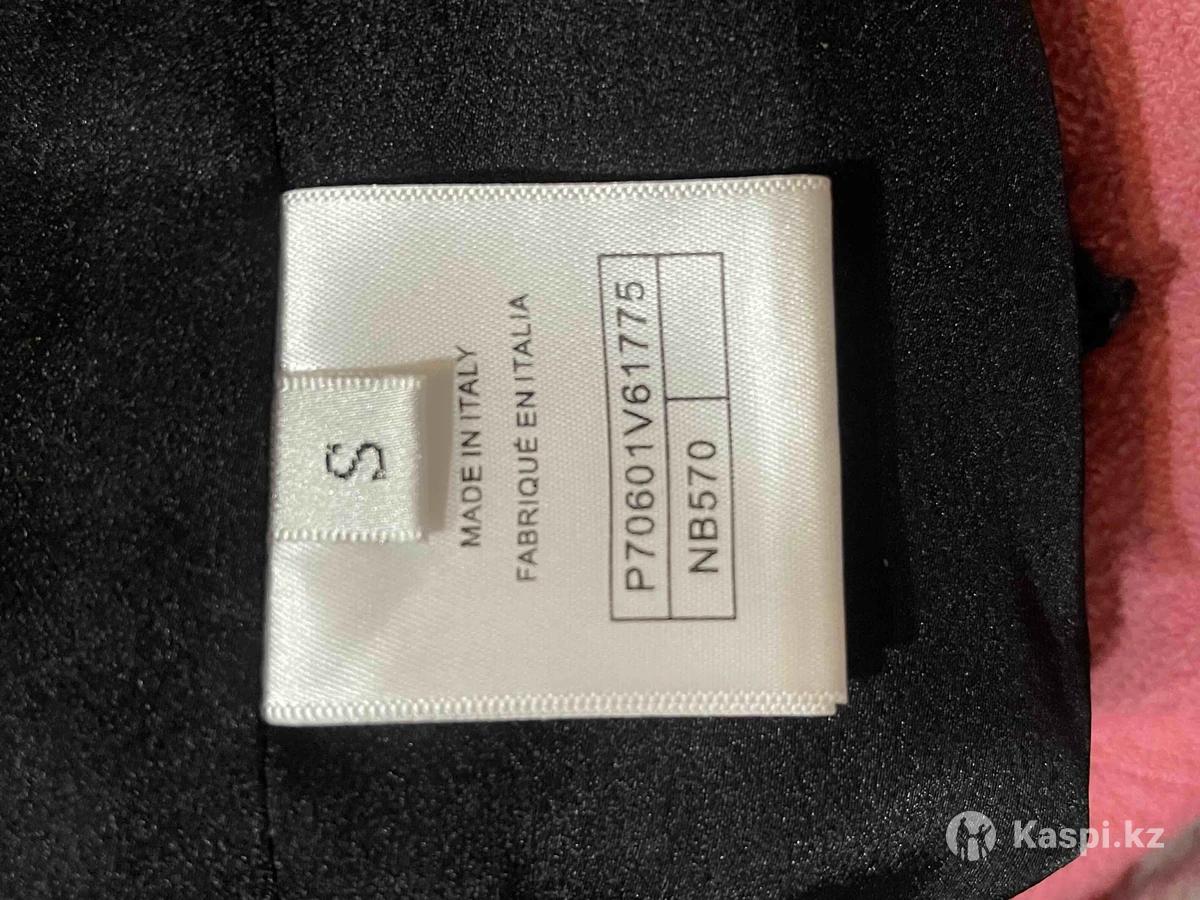 S
MADE IN ITALY
FABRIQUÉ EN ITALIA
P70601V61775
NB570
Kaspi.kz